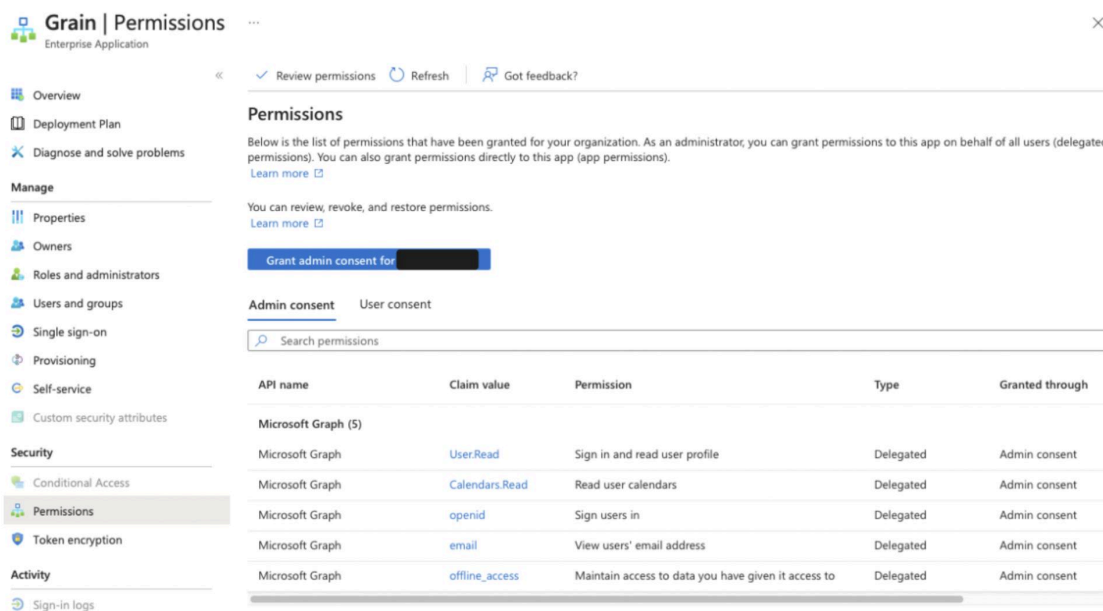 Grain | Permissions
Enterprise Application
Review permissions Refresh Got feedback?
Overview
Deployment Plan
Diagnose and solve problems
Manage
Properties
Owners
Roles and administrators
Users and groups
Single sign-on
Provisioning
Self-service
Custom security attributes
Security
Conditional Access
Permissions
Token encryption
Activity
Sign-in logs
Permissions
Below is the list of permissions that have been granted for your organization. As an administrator, you can grant permissions to this app on behalf of all users (delegated
permissions). You can also grant permissions directly to this app (app permissions).
Learn more
You can review, revoke, and restore permissions.
Learn more
Grant admin consent for
Admin consent User consent
Search permissions
API name Claim value Permission Type Granted through
Microsoft Graph (5)
Microsoft Graph User.Read Sign in and read user profile Delegated Admin consent
Microsoft Graph Calendars.Read Read user calendars Delegated Admin consent
Microsoft Graph openid Sign users in Delegated Admin consent
Microsoft Graph email View users' email address Delegated Admin consent
Microsoft Graph offline_access Maintain access to data you have given it access to Delegated Admin consent